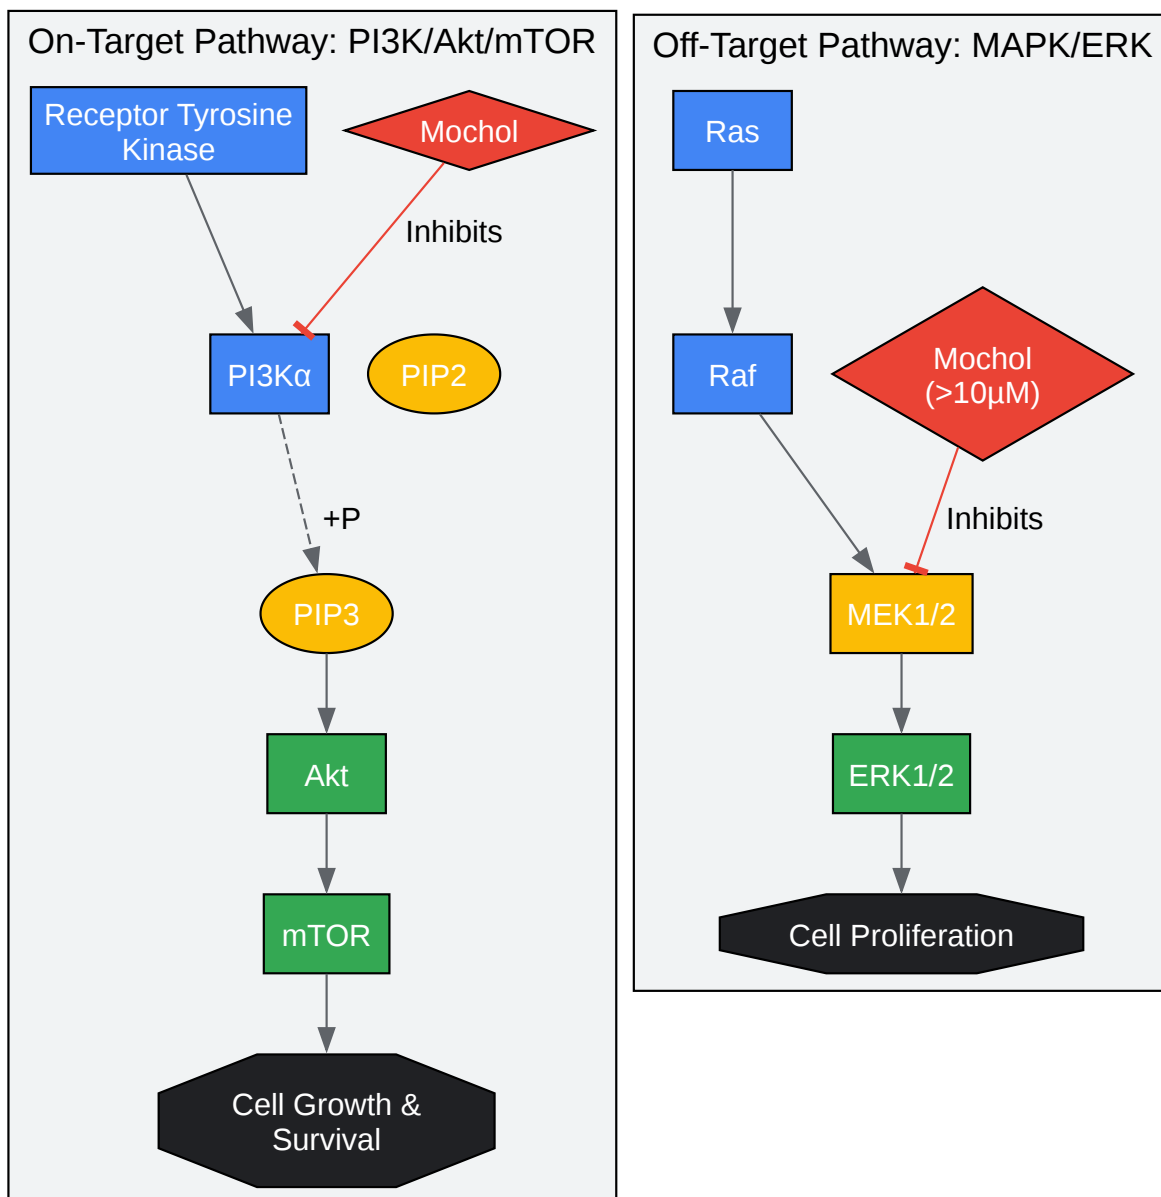 On-Target Pathway: PI3K/Akt/mTOR
Receptor Tyrosine
Kinase
Mochol
Inhibits
PI3Kα
PIP2
+P
PIP3
Akt
mTOR
Cell Growth &
Survival
Off-Target Pathway: MAPK/ERK
Ras
Raf
Mochol
(>10µM)
Inhibits
MEK1/2
ERK1/2
Cell Proliferation